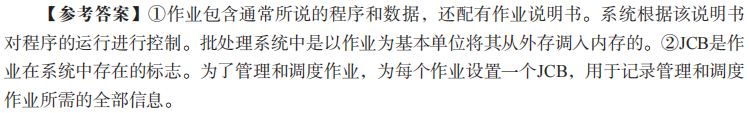 【参考答案】①作业包含通常所说的程序和数据，还配有作业说明书。系统根据该说明书
对程序的运行进行控制。批处理系统中是以作业为基本单位将其从外存调入内存的。②JCB是作
业在系统中存在的标志。为了管理和调度作业，为每个作业设置一个JCB，用于记录管理和调度
作业所需的全部信息。